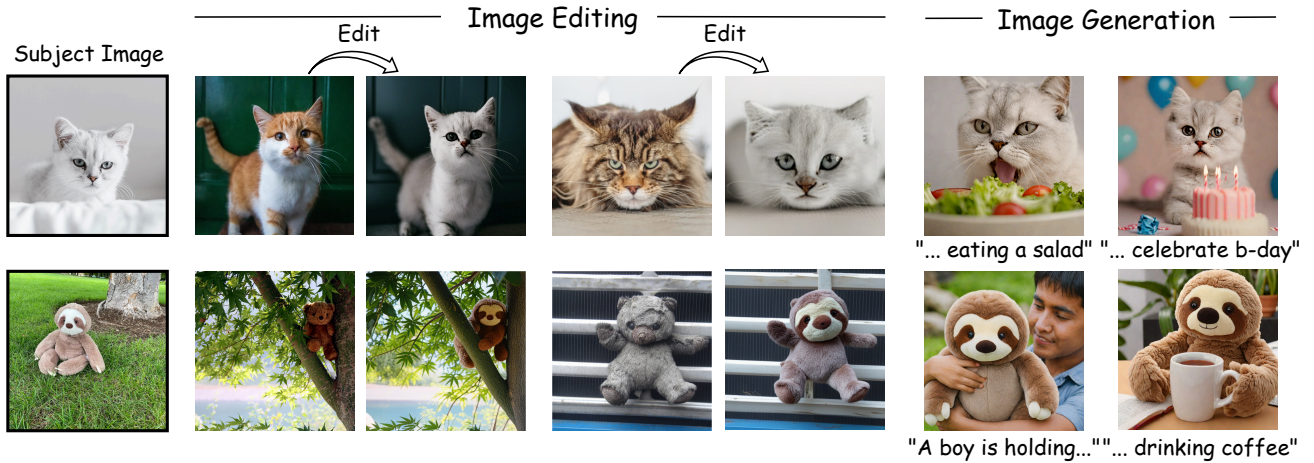 Image Editing
Image Generation
Edit
Edit
Subject Image
"... eating a salad"
"... celebrate b-day"
"A boy is holding..."
"... drinking coffee"